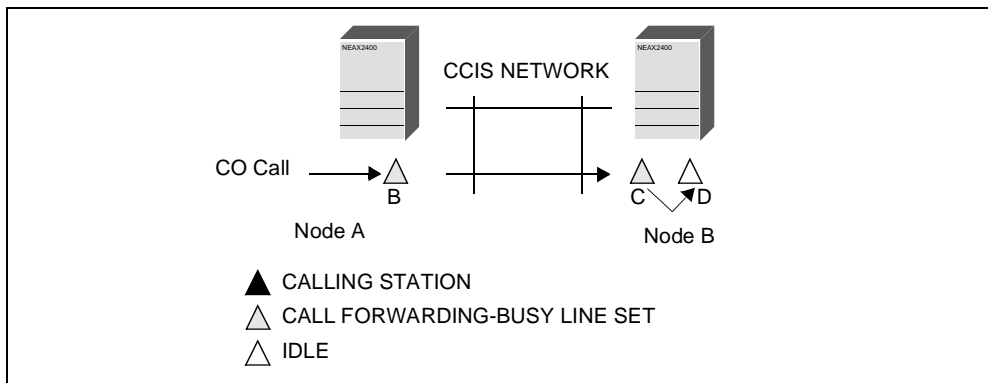 NEAX2400 NEAX2400
CCIS NETWORK
CO Call
B C D
Node A Node B
CALLING STATION
CALL FORWARDING-BUSY LINE SET
IDLE